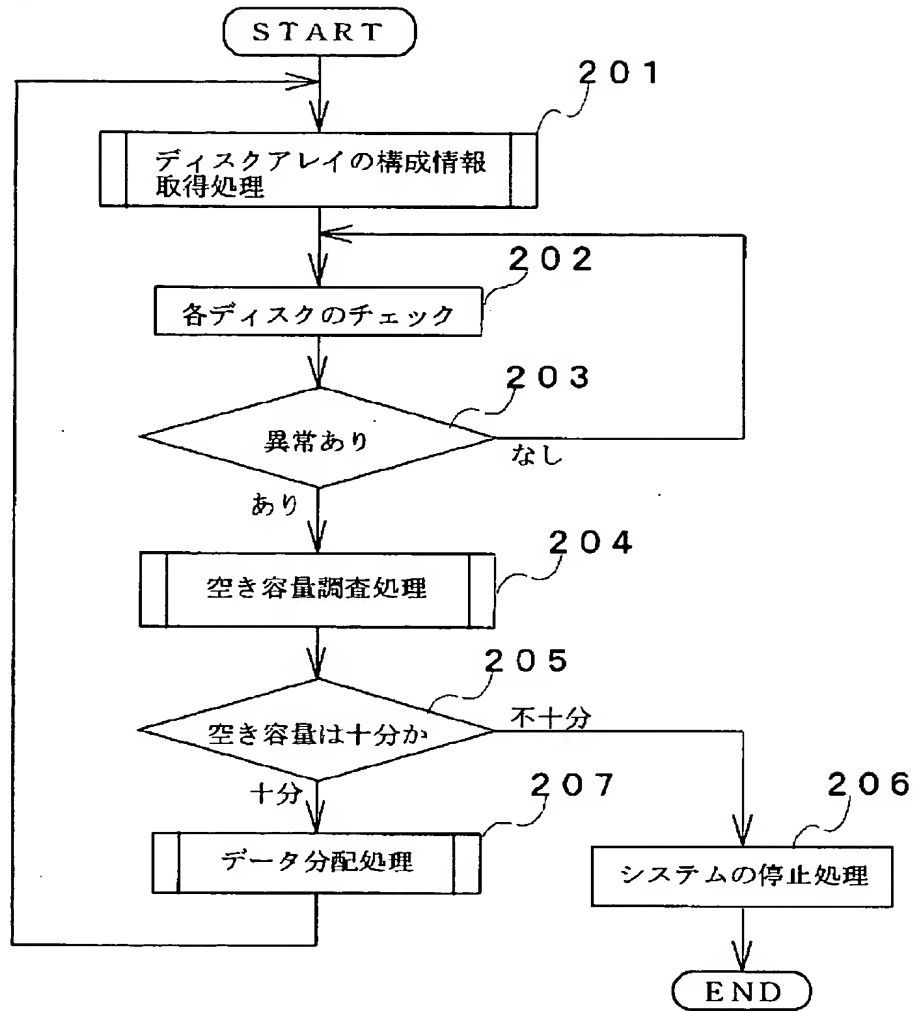 START
２０１
ディスクアレイの構成情報
取得処理
２０２
各ディスクのチェック
２０３
異常あり
なし
あり
２０４
空き容量調査処理
２０５
空き容量は十分か
不十分
十分
２０７
２０６
データ分配処理
システムの停止処理
END